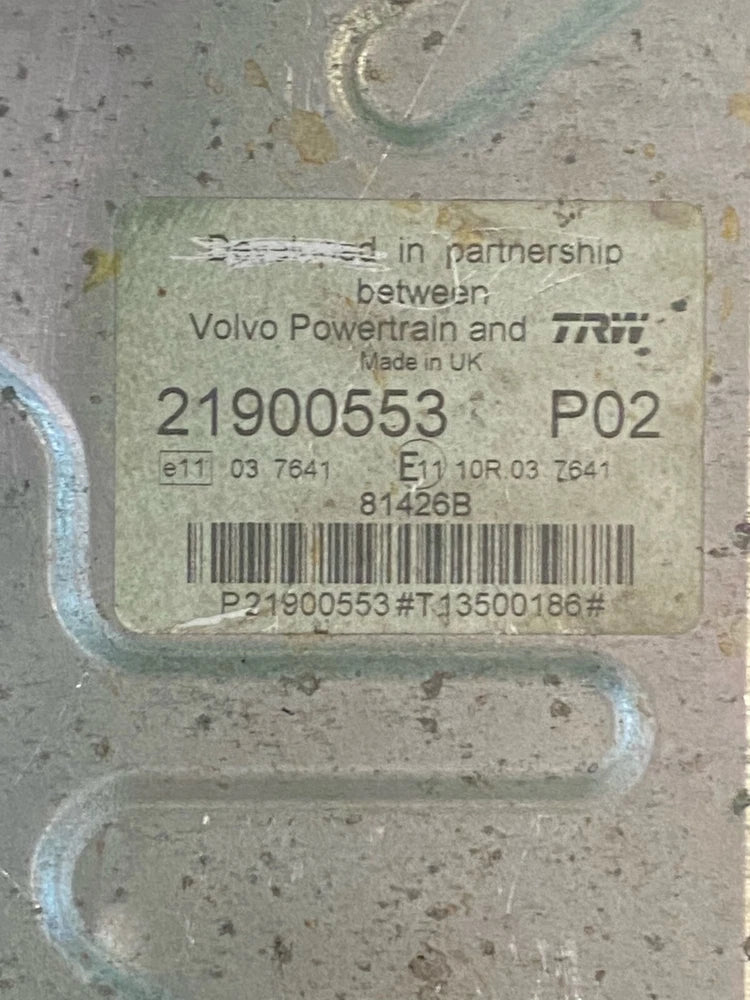 Developed in partnership
between
Volvo Powertrain and TRW
Made in UK
21900553 P02
e11 03 7641 E11 10R.03 7641
81426B
P21900553#T13500186#